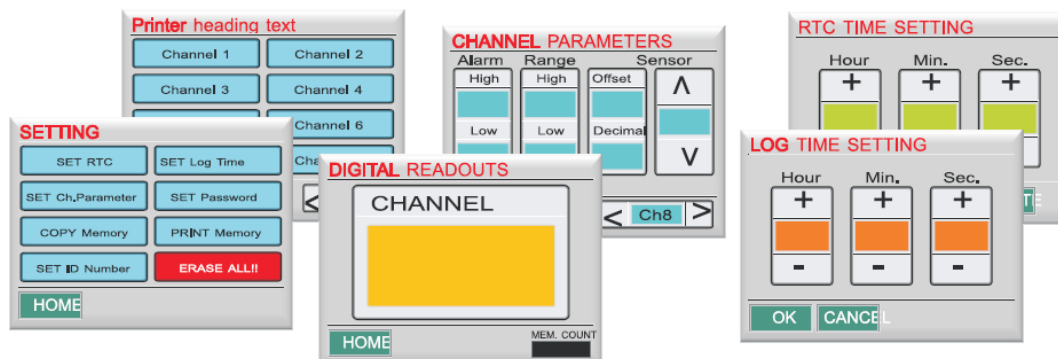 Printer heading text
Channel 1
Channel 2
Channel 3
Channel 4
Channel 6
SETTING
SET RTC
SET Log Time
SET Ch.Parameter
SET Password
COPY Memory
PRINT Memory
SET ID Number
ERASE ALL!!
HOME
CHANNEL PARAMETERS
Alarm Range Sensor
High High Offset
Low Low Decimal
< Ch8 >
DIGITAL READOUTS
CHANNEL
HOME
MEM. COUNT
RTC TIME SETTING
Hour Min. Sec.
+ + +
LOG TIME SETTING
Hour Min. Sec.
+ + +
- - -
OK CANCEL